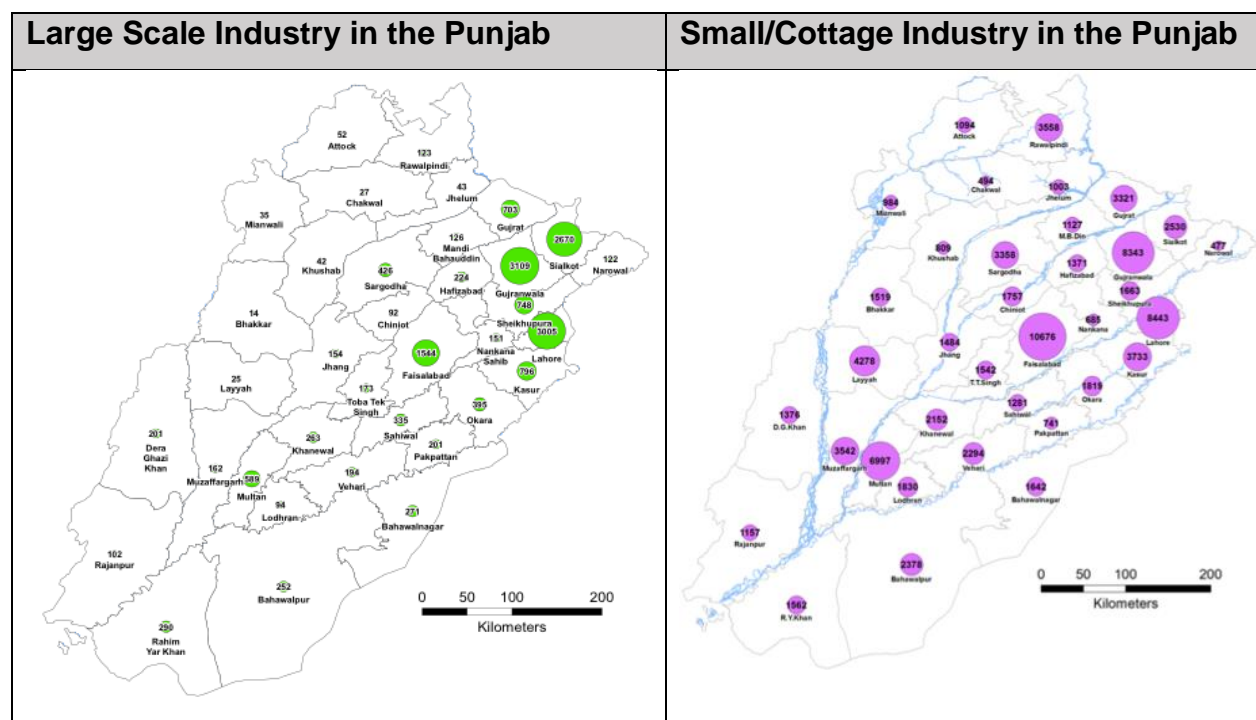 Large Scale Industry in the Punjab
52
Attock
123
Rawalpindi
27
Chakwal
43
Jhelum
35
Mianwali
703
Gujrat
2670
Sialkot
126
Mandi
Bahauddin
122
Narowal
42
Khushab
426
Sargodha
224
Hafizabad
3109
Gujranwala
748
Sheikhupura
14
Bhakkar
92
Chiniot
3005
Lahore
151
Nankana
Sahib
1544
Faisalabad
154
Jhang
796
Kasur
25
Layyah
173
Toba Tek
Singh
395
Okara
335
Sahiwal
201
Dera
Ghazi
Khan
263
Khanewal
201
Pakpattan
162
Muzaffargarh
589
Multan
194
Vehari
94
Lodhran
271
Bahawalnagar
102
Rajanpur
252
Bahawalpur
290
Rahim
Yar Khan
0 50 100 200
Kilometers
Small/Cottage Industry in the Punjab
1094
Attock
3558
Rawalpindi
494
Chakwal
1003
Jhelum
984
Mianwali
3321
Gujrat
1127
M.B.Din
2530
Sialkot
477
Narowal
809
Khushab
3358
Sargodha
1371
Hafizabad
8343
Gujranwala
1519
Bhakkar
1757
Chiniot
1663
Sheikhupura
685
Nankana
8443
Lahore
1484
Jhang
10676
Faisalabad
3733
Kasur
4278
Layyah
1542
T.T.Singh
1819
Okara
1281
Sahiwal
1376
D.G.Khan
2152
Khanewal
741
Pakpattan
3542
Muzaffargarh
6997
Multan
2294
Vehari
1830
Lodhran
1642
Bahawalnagar
1157
Rajanpur
2378
Bahawalpur
1562
R.Y.Khan
0 50 100 200
Kilometers